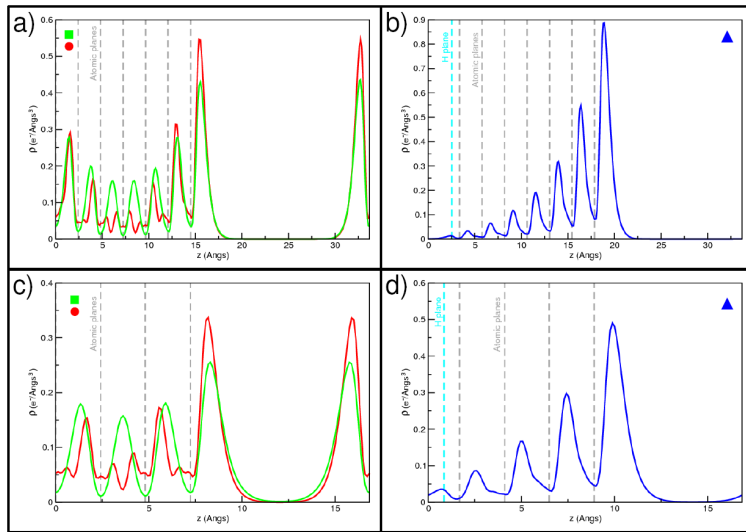 a)
ρ (e⁻/Angs³)
0.6
0.5
0.4
0.3
0.2
0.1
0
Atomic planes
0 5 10 15 20 25 30
z (Angs)
b)
ρ (e⁻/Angs³)
0.9
0.8
0.7
0.6
0.5
0.4
0.3
0.2
0.1
0
H plane
Atomic planes
0 5 10 15 20 25 30
z (Angs)
c)
ρ (e⁻/Angs³)
0.4
0.3
0.2
0.1
0
Atomic planes
0 5 10 15
z (Angs)
d)
ρ (e⁻/Angs³)
0.6
0.5
0.4
0.3
0.2
0.1
0
H plane
Atomic planes
0 5 10 15
z (Angs)